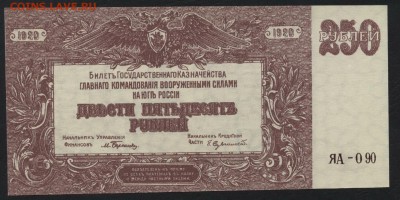 COINS.LAVE.RU
1920 1920
250
РУБЛЕЙ
БИЛЕТЪ ГОСУДАРСТВЕННАГО КАЗНАЧЕЙСТВА
ГЛАВНАГО КОМАНДОВАНІЯ ВООРУЖЕННЫМИ СИЛАМИ
НА ЮГѢ РОССІИ
ДВѢСТИ ПЯТЬДЕСЯТЪ
РУБЛЕЙ
НАЧАЛЬНИКЪ УПРАВЛЕНІЯ
ФИНАНСОВЪ
НАЧАЛЬНИКЪ КРЕДИТНОЙ
ЧАСТИ
ЯА - 090